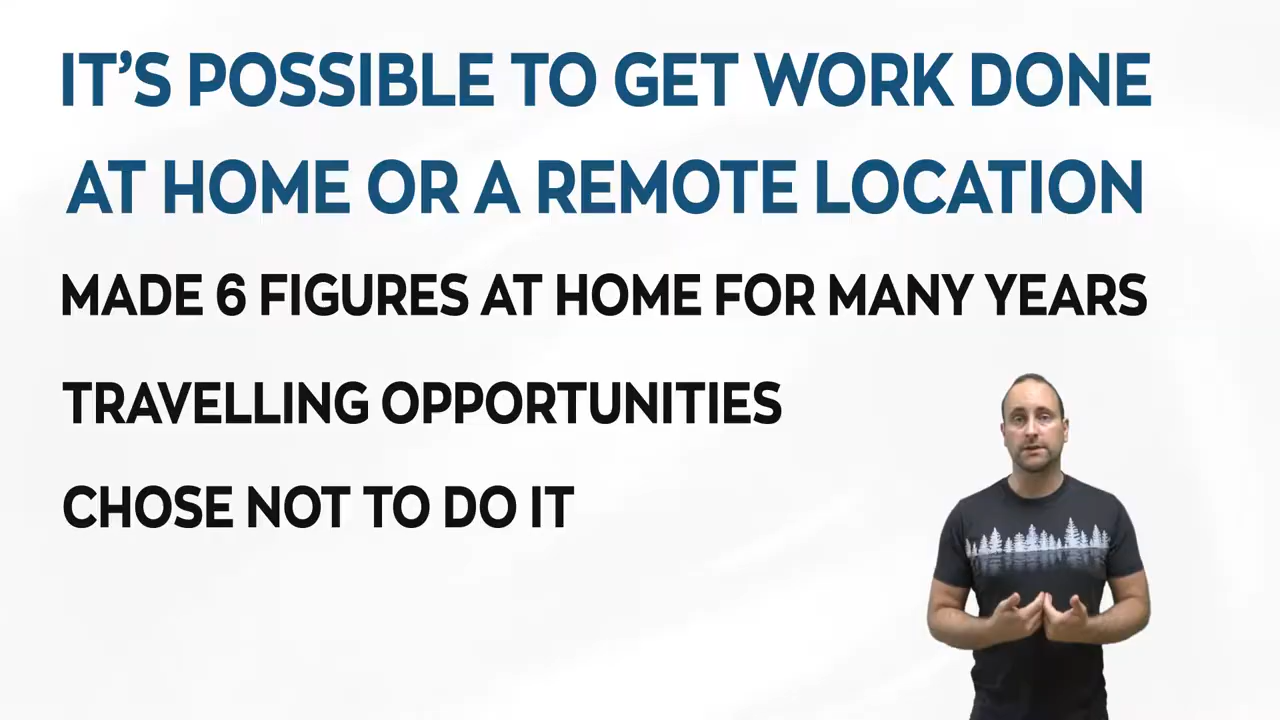 IT'S POSSIBLE TO GET WORK DONE
AT HOME OR A REMOTE LOCATION
MADE 6 FIGURES AT HOME FOR MANY YEARS
TRAVELLING OPPORTUNITIES
CHOSE NOT TO DO IT